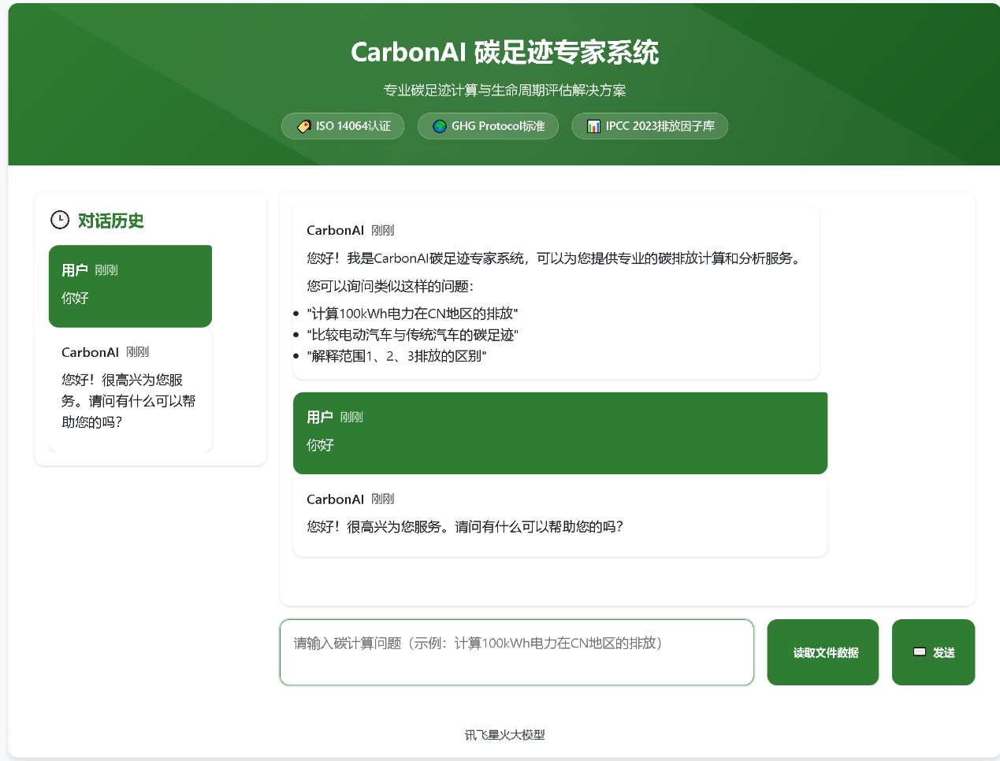 CarbonAI 碳足迹专家系统
专业碳足迹计算与生命周期评估解决方案
ISO 14064认证
GHG Protocol标准
IPCC 2023排放因子库
对话历史
用户 刚刚
你好
CarbonAI 刚刚
您好！很高兴为您服
务。请问有什么可以帮
助您的吗？
CarbonAI 刚刚
您好！我是CarbonAI碳足迹专家系统，可以为您提供专业的碳排放计算和分析服务。
您可以询问类似这样的问题：
• "计算100kWh电力在CN地区的排放"
• "比较电动汽车与传统汽车的碳足迹"
• "解释范围1、2、3排放的区别"
用户 刚刚
你好
CarbonAI 刚刚
您好！很高兴为您服务。请问有什么可以帮助您的吗？
请输入碳计算问题（示例：计算100kWh电力在CN地区的排放）
读取文件数据
发送
讯飞星火大模型